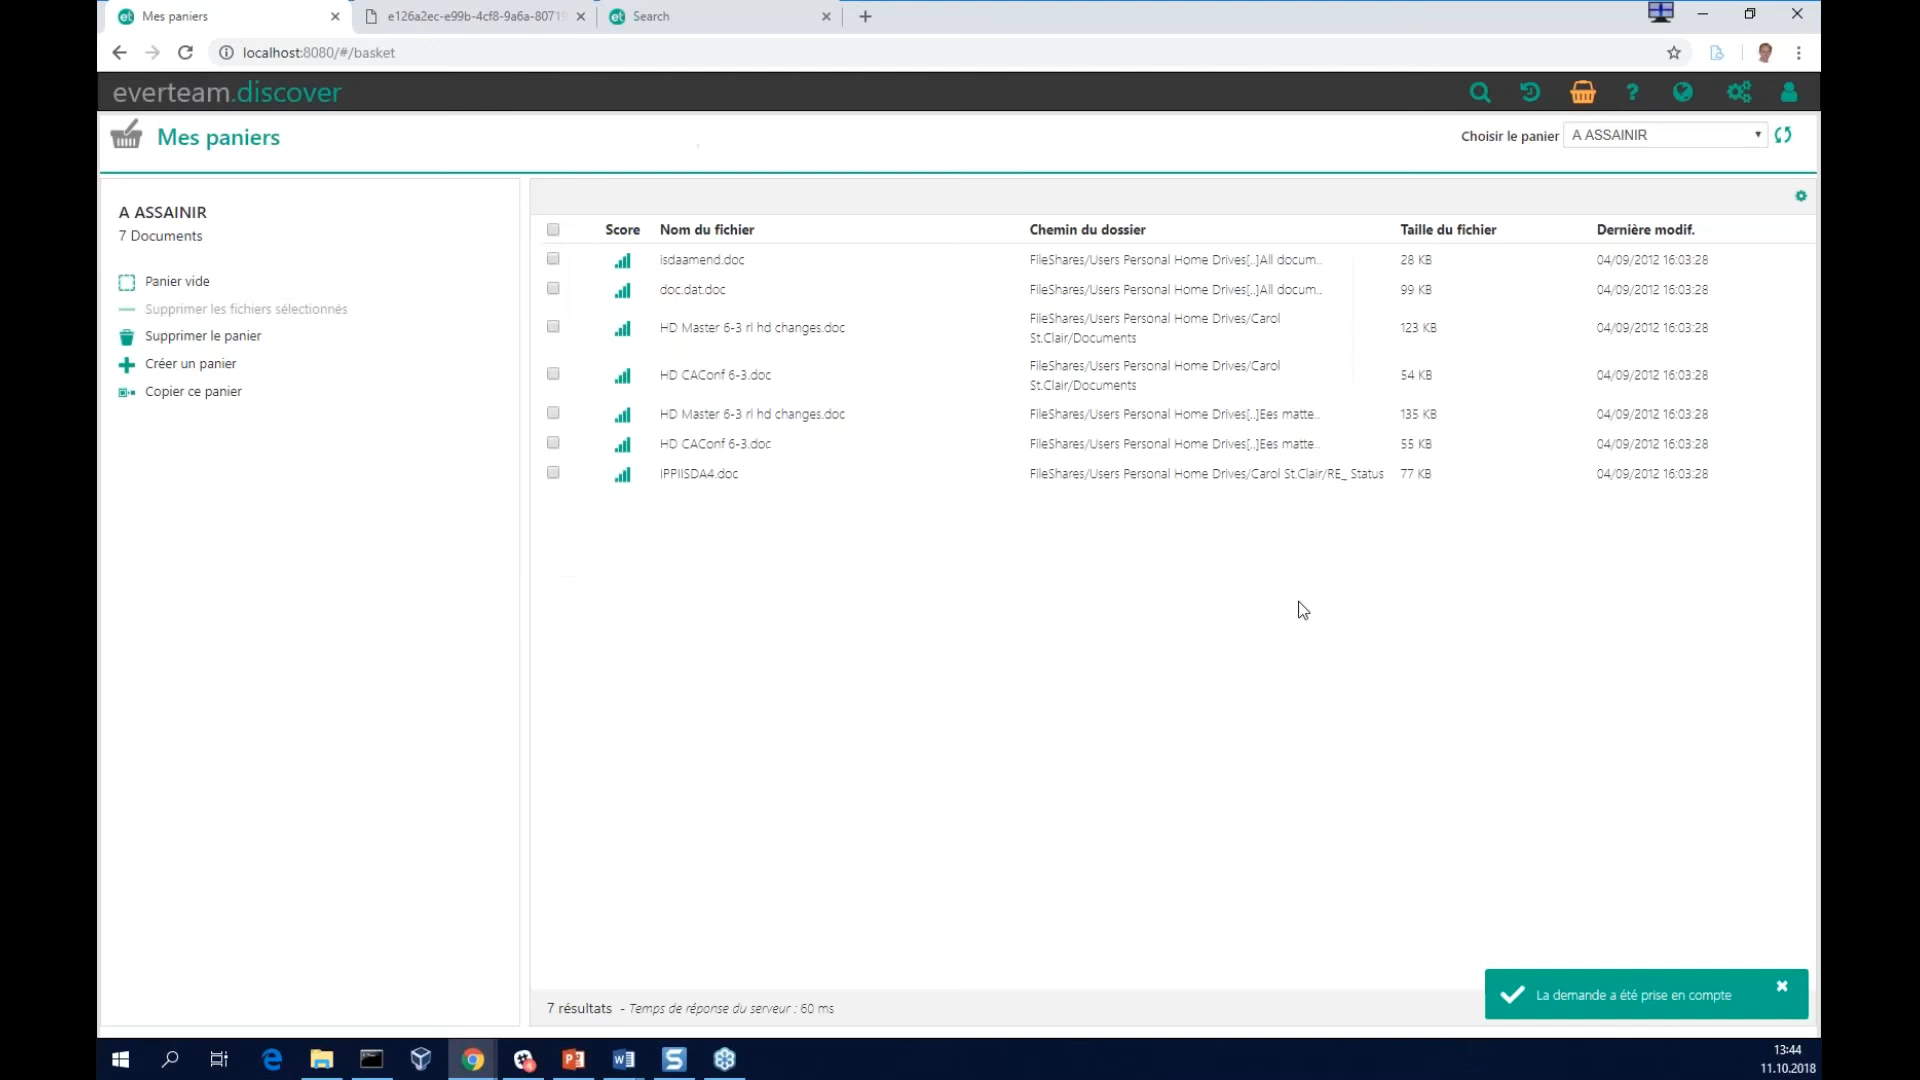 Mes paniers
e126a2ec-e99b-4cf8-9a6a-8071
Search
localhost:8080/#/basket
everteam.discover
Mes paniers
Choisir le panier
A ASSAINIR
A ASSAINIR
7 Documents
Panier vide
Supprimer les fichiers sélectionnés
Supprimer le panier
Créer un panier
Copier ce panier
Score Nom du fichier Chemin du dossier Taille du fichier Dernière modif.
isdaamend.doc FileShares/Users Personal Home Drives[..]All docum.. 28 KB 04/09/2012 16:03:28
doc.dat.doc FileShares/Users Personal Home Drives[..]All docum.. 99 KB 04/09/2012 16:03:28
HD Master 6-3 rl hd changes.doc FileShares/Users Personal Home Drives/Carol St.Clair/Documents 123 KB 04/09/2012 16:03:28
HD CAConf 6-3.doc FileShares/Users Personal Home Drives/Carol St.Clair/Documents 54 KB 04/09/2012 16:03:28
HD Master 6-3 rl hd changes.doc FileShares/Users Personal Home Drives[..]Ees matte.. 135 KB 04/09/2012 16:03:28
HD CAConf 6-3.doc FileShares/Users Personal Home Drives[..]Ees matte.. 55 KB 04/09/2012 16:03:28
IPPIISDA4.doc FileShares/Users Personal Home Drives/Carol St.Clair/RE_ Status 77 KB 04/09/2012 16:03:28
7 résultats - Temps de réponse du serveur : 60 ms
La demande a été prise en compte
13:44
11.10.2018